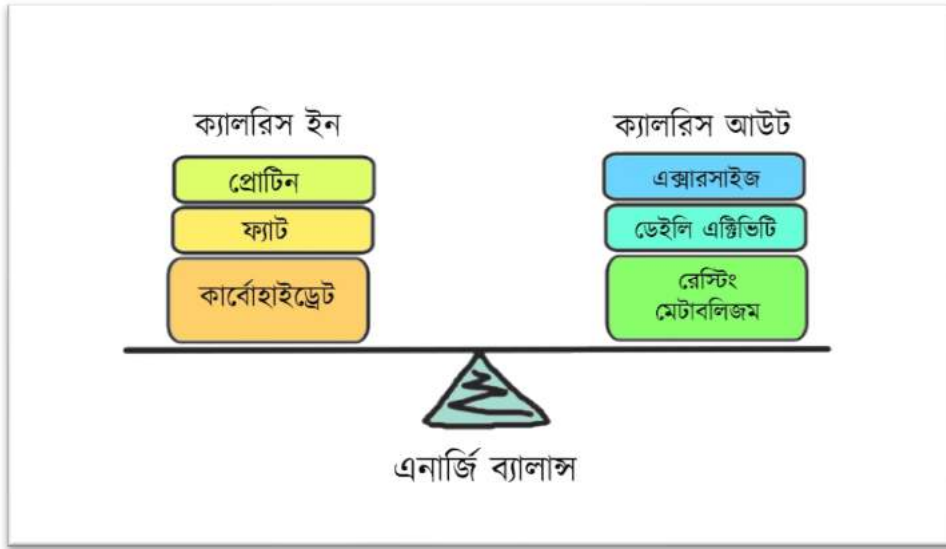 ক্যালরিস ইন
প্রোটিন
ফ্যাট
কার্বোহাইড্রেট
ক্যালরিস আউট
এক্সারসাইজ
ডেইলি এক্টিভিটি
রেস্টিং
মেটাবলিজম
এনার্জি ব্যালান্স